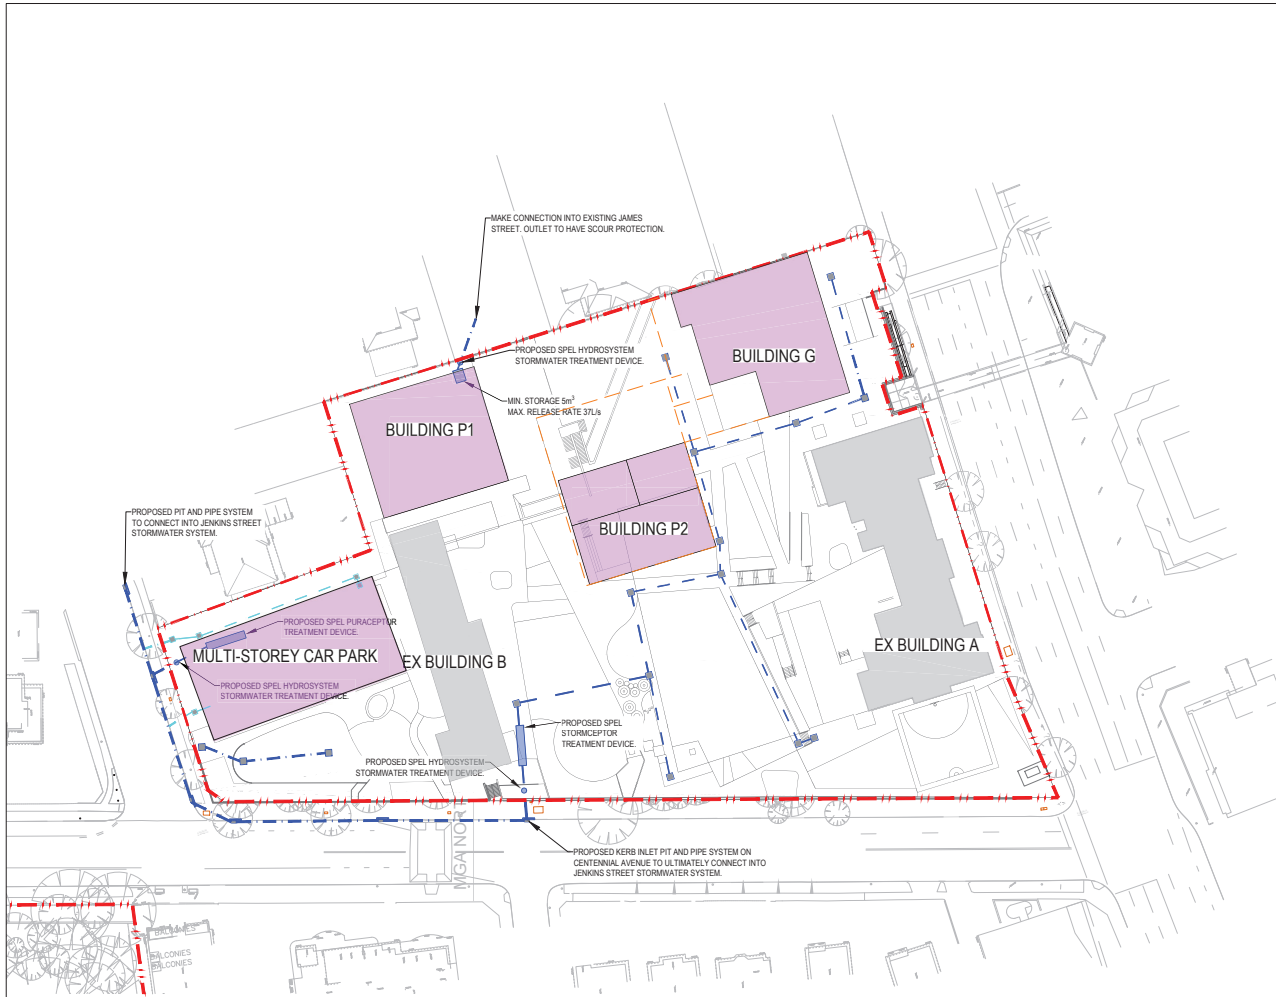 MAKE CONNECTION INTO EXISTING JAMES
STREET. OUTLET TO HAVE SCOUR PROTECTION.
BUILDING G
PROPOSED SPEL HYDROSYSTEM
STORMWATER TREATMENT DEVICE.
MIN. STORAGE 5m³
MAX. RELEASE RATE 37L/s
BUILDING P1
PROPOSED PIT AND PIPE SYSTEM
TO CONNECT INTO JENKINS STREET
STORMWATER SYSTEM.
BUILDING P2
PROPOSED SPEL PURACEPTOR
TREATMENT DEVICE.
MULTI-STOREY CAR PARK
EX BUILDING B
EX BUILDING A
PROPOSED SPEL HYDROSYSTEM
STORMWATER TREATMENT DEVICE.
PROPOSED SPEL
STORMCEPTOR
TREATMENT DEVICE.
PROPOSED SPEL HYDROSYSTEM
STORMWATER TREATMENT DEVICE.
MGA NOR
PROPOSED KERB INLET PIT AND PIPE SYSTEM ON
CENTENNIAL AVENUE TO ULTIMATELY CONNECT INTO
JENKINS STREET STORMWATER SYSTEM.
BALCONIES
BALCONIES
BALCONIES